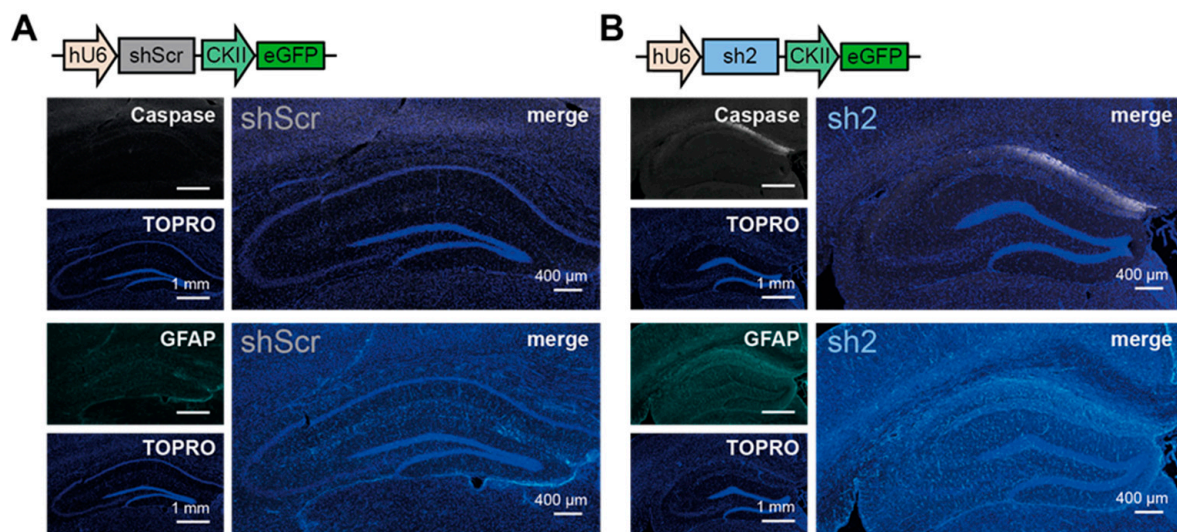 A
hU6 shScr CKII eGFP
Caspase
shScr merge
TOPRO
1 mm
400 µm
GFAP
shScr merge
TOPRO
1 mm
400 µm
B
hU6 sh2 CKII eGFP
Caspase
sh2 merge
TOPRO
1 mm
400 µm
GFAP
sh2 merge
TOPRO
1 mm
400 µm